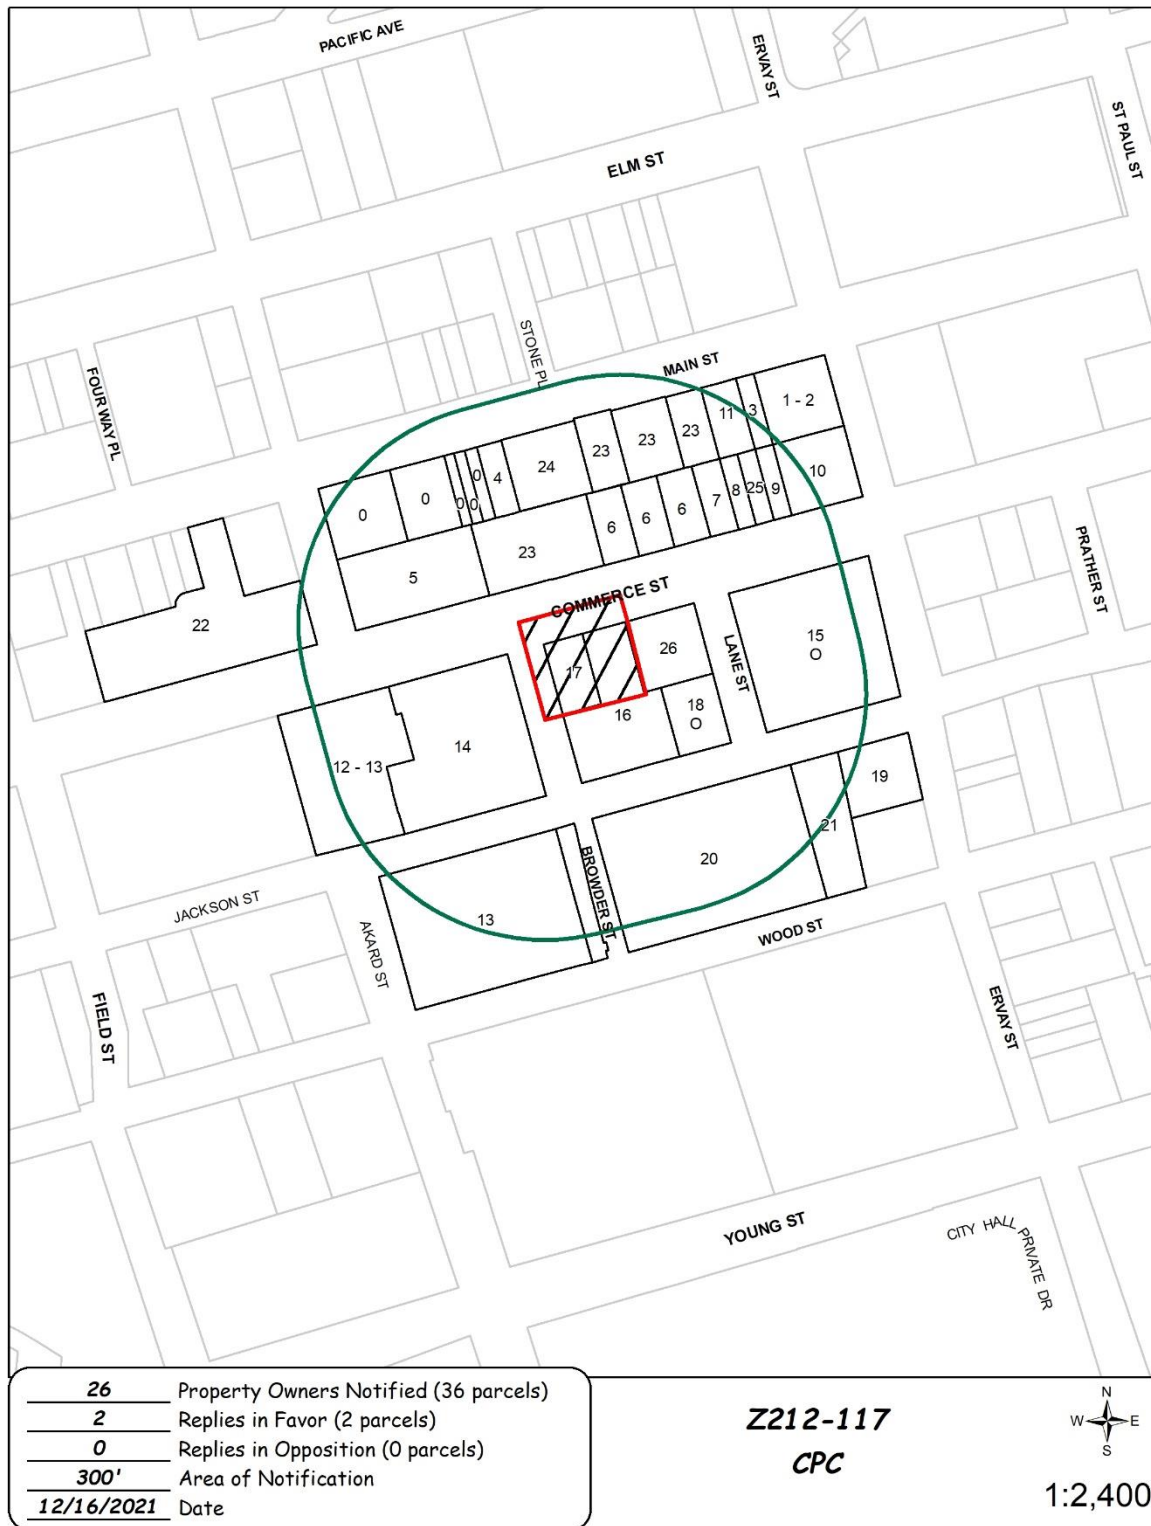 PACIFIC AVE
ERVAY ST
ST PAUL ST
ELM ST
STONE PL
MAIN ST
FOUR WAY PL
11
3
1 - 2
23
23
23
24
4
0
0
0
0
0
10
7
8
25
9
6
6
6
23
5
PRATHER ST
COMMERCE ST
22
26
LANE ST
15
O
17
16
18
O
14
12 - 13
19
21
20
BROWDER ST
13
JACKSON ST
AKARD ST
WOOD ST
FIELD ST
ERVAY ST
YOUNG ST
CITY HALL PRIVATE DR
26 Property Owners Notified (36 parcels)
2 Replies in Favor (2 parcels)
0 Replies in Opposition (0 parcels)
300' Area of Notification
12/16/2021 Date
Z212-117
CPC
N
W E
S
1:2,400